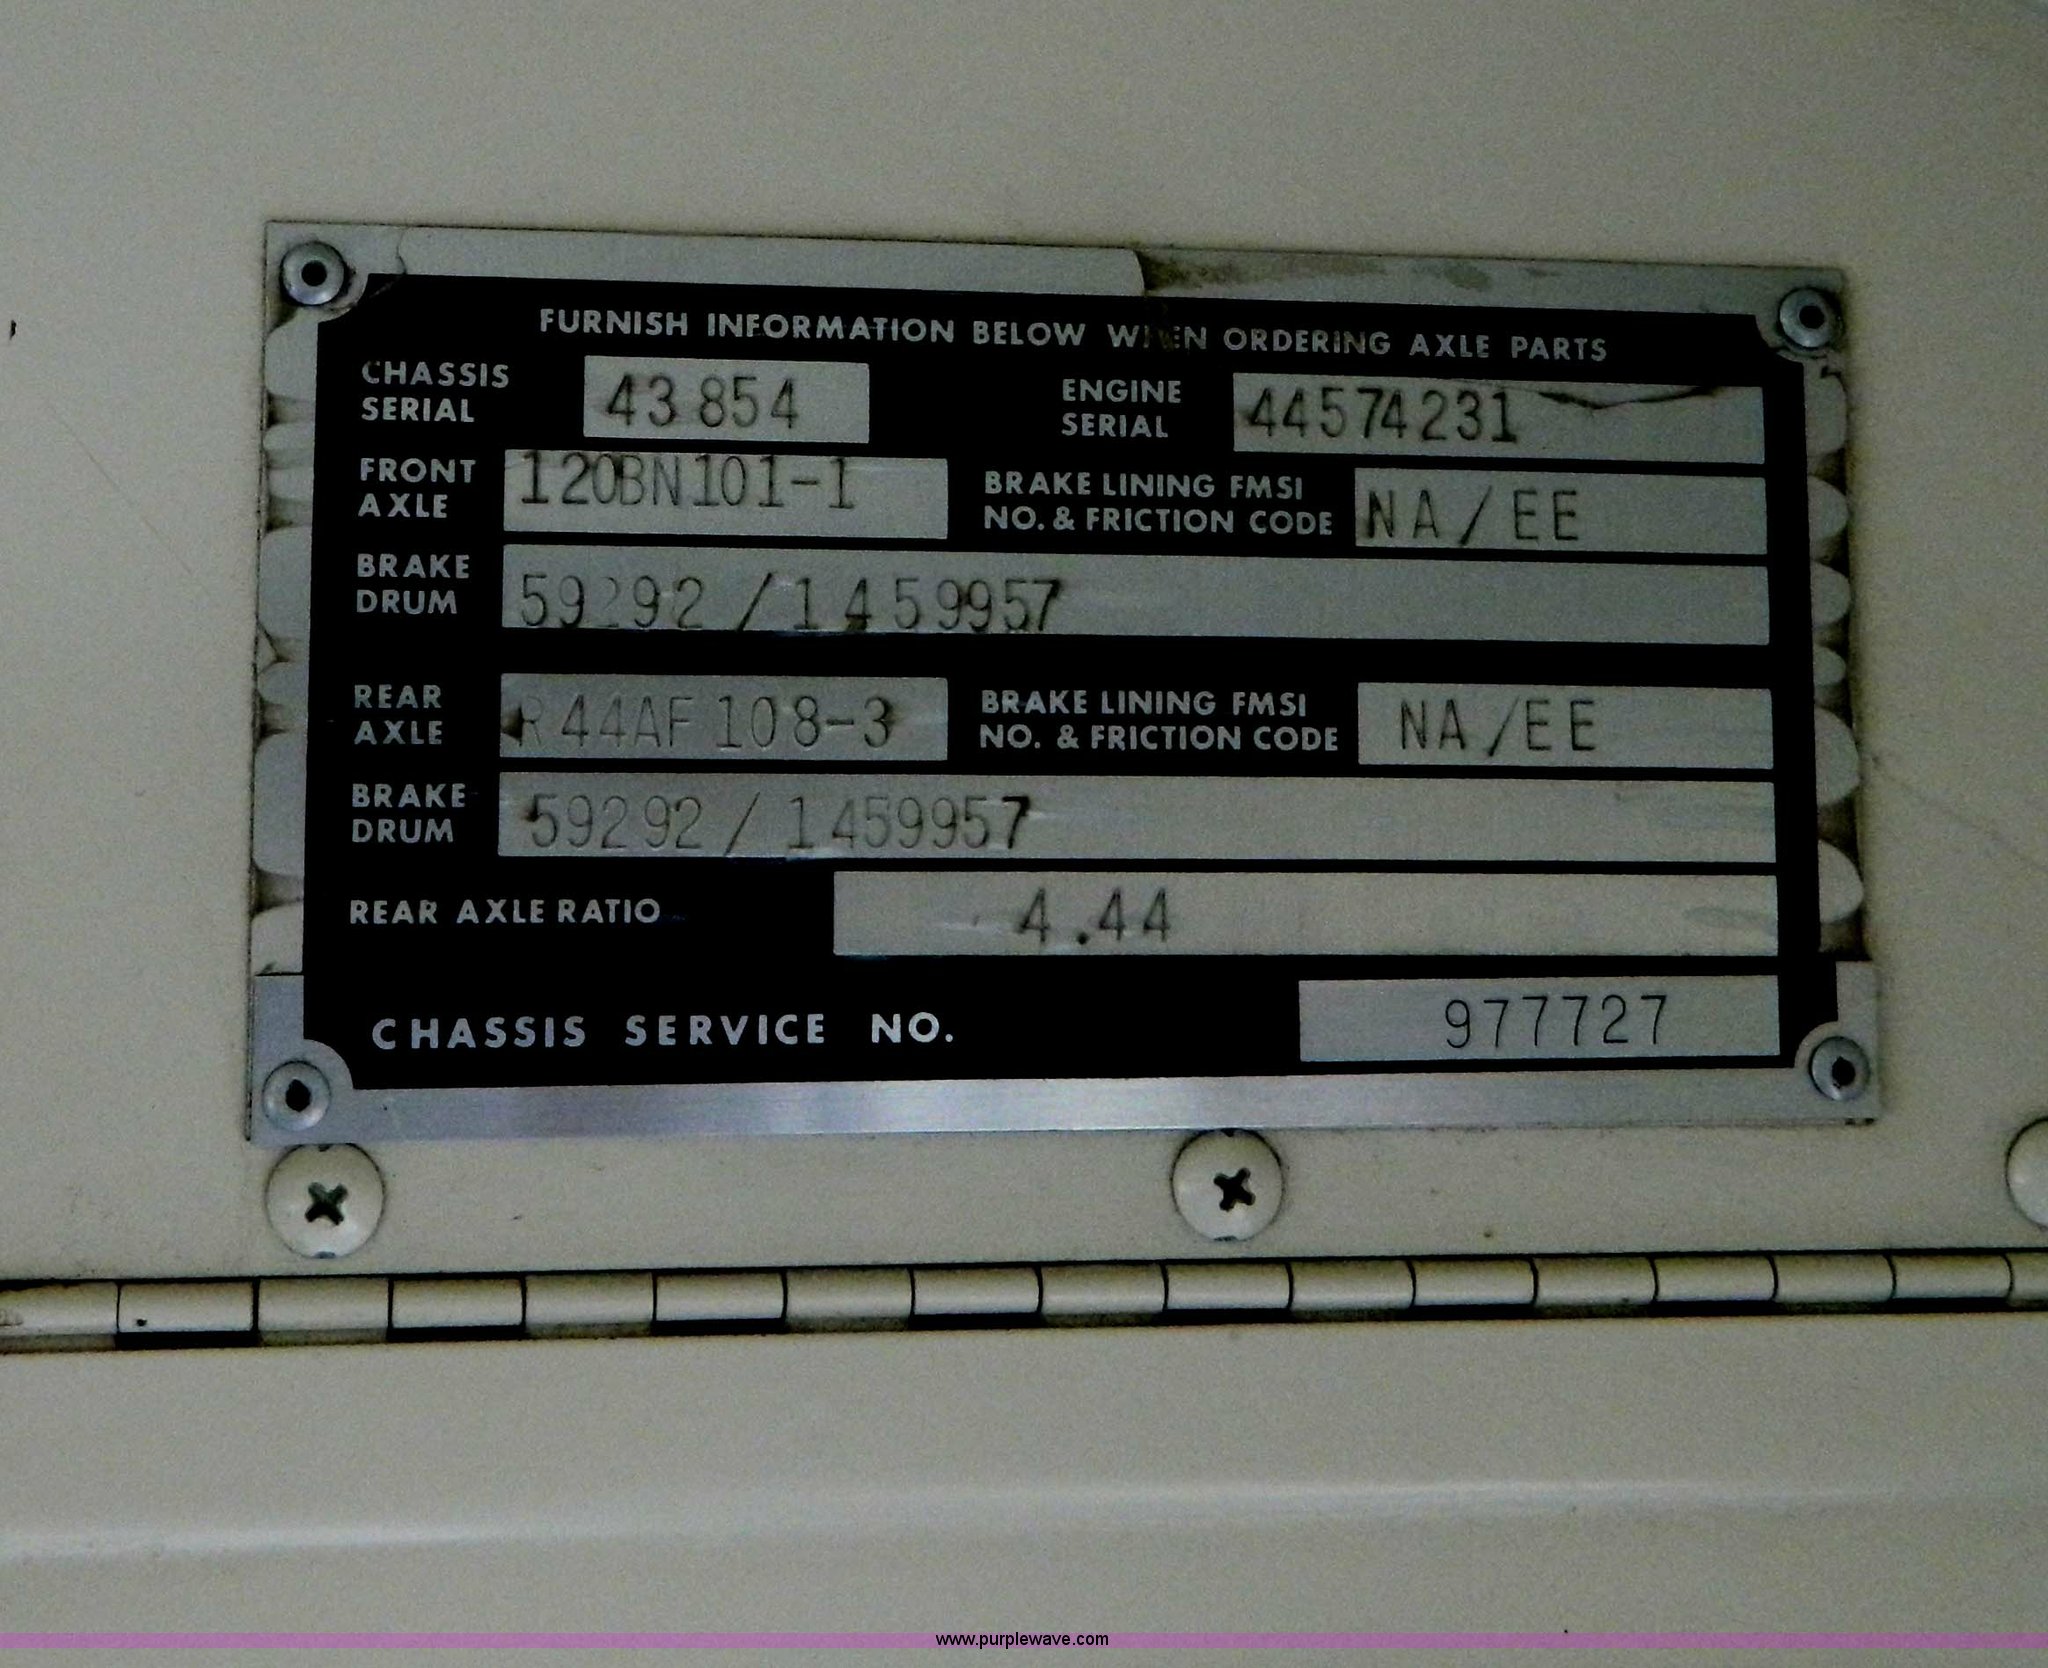 FURNISH INFORMATION BELOW WHEN ORDERING AXLE PARTS
CHASSIS SERIAL 43854 ENGINE SERIAL 44574231
FRONT AXLE 120BN101-1 BRAKE LINING FMSI NO. & FRICTION CODE NA/EE
BRAKE DRUM 59292/1459957
REAR AXLE R44AF108-3 BRAKE LINING FMSI NO. & FRICTION CODE NA/EE
BRAKE DRUM 59292/1459957
REAR AXLE RATIO 4.44
CHASSIS SERVICE NO. 977727
www.purplewave.com